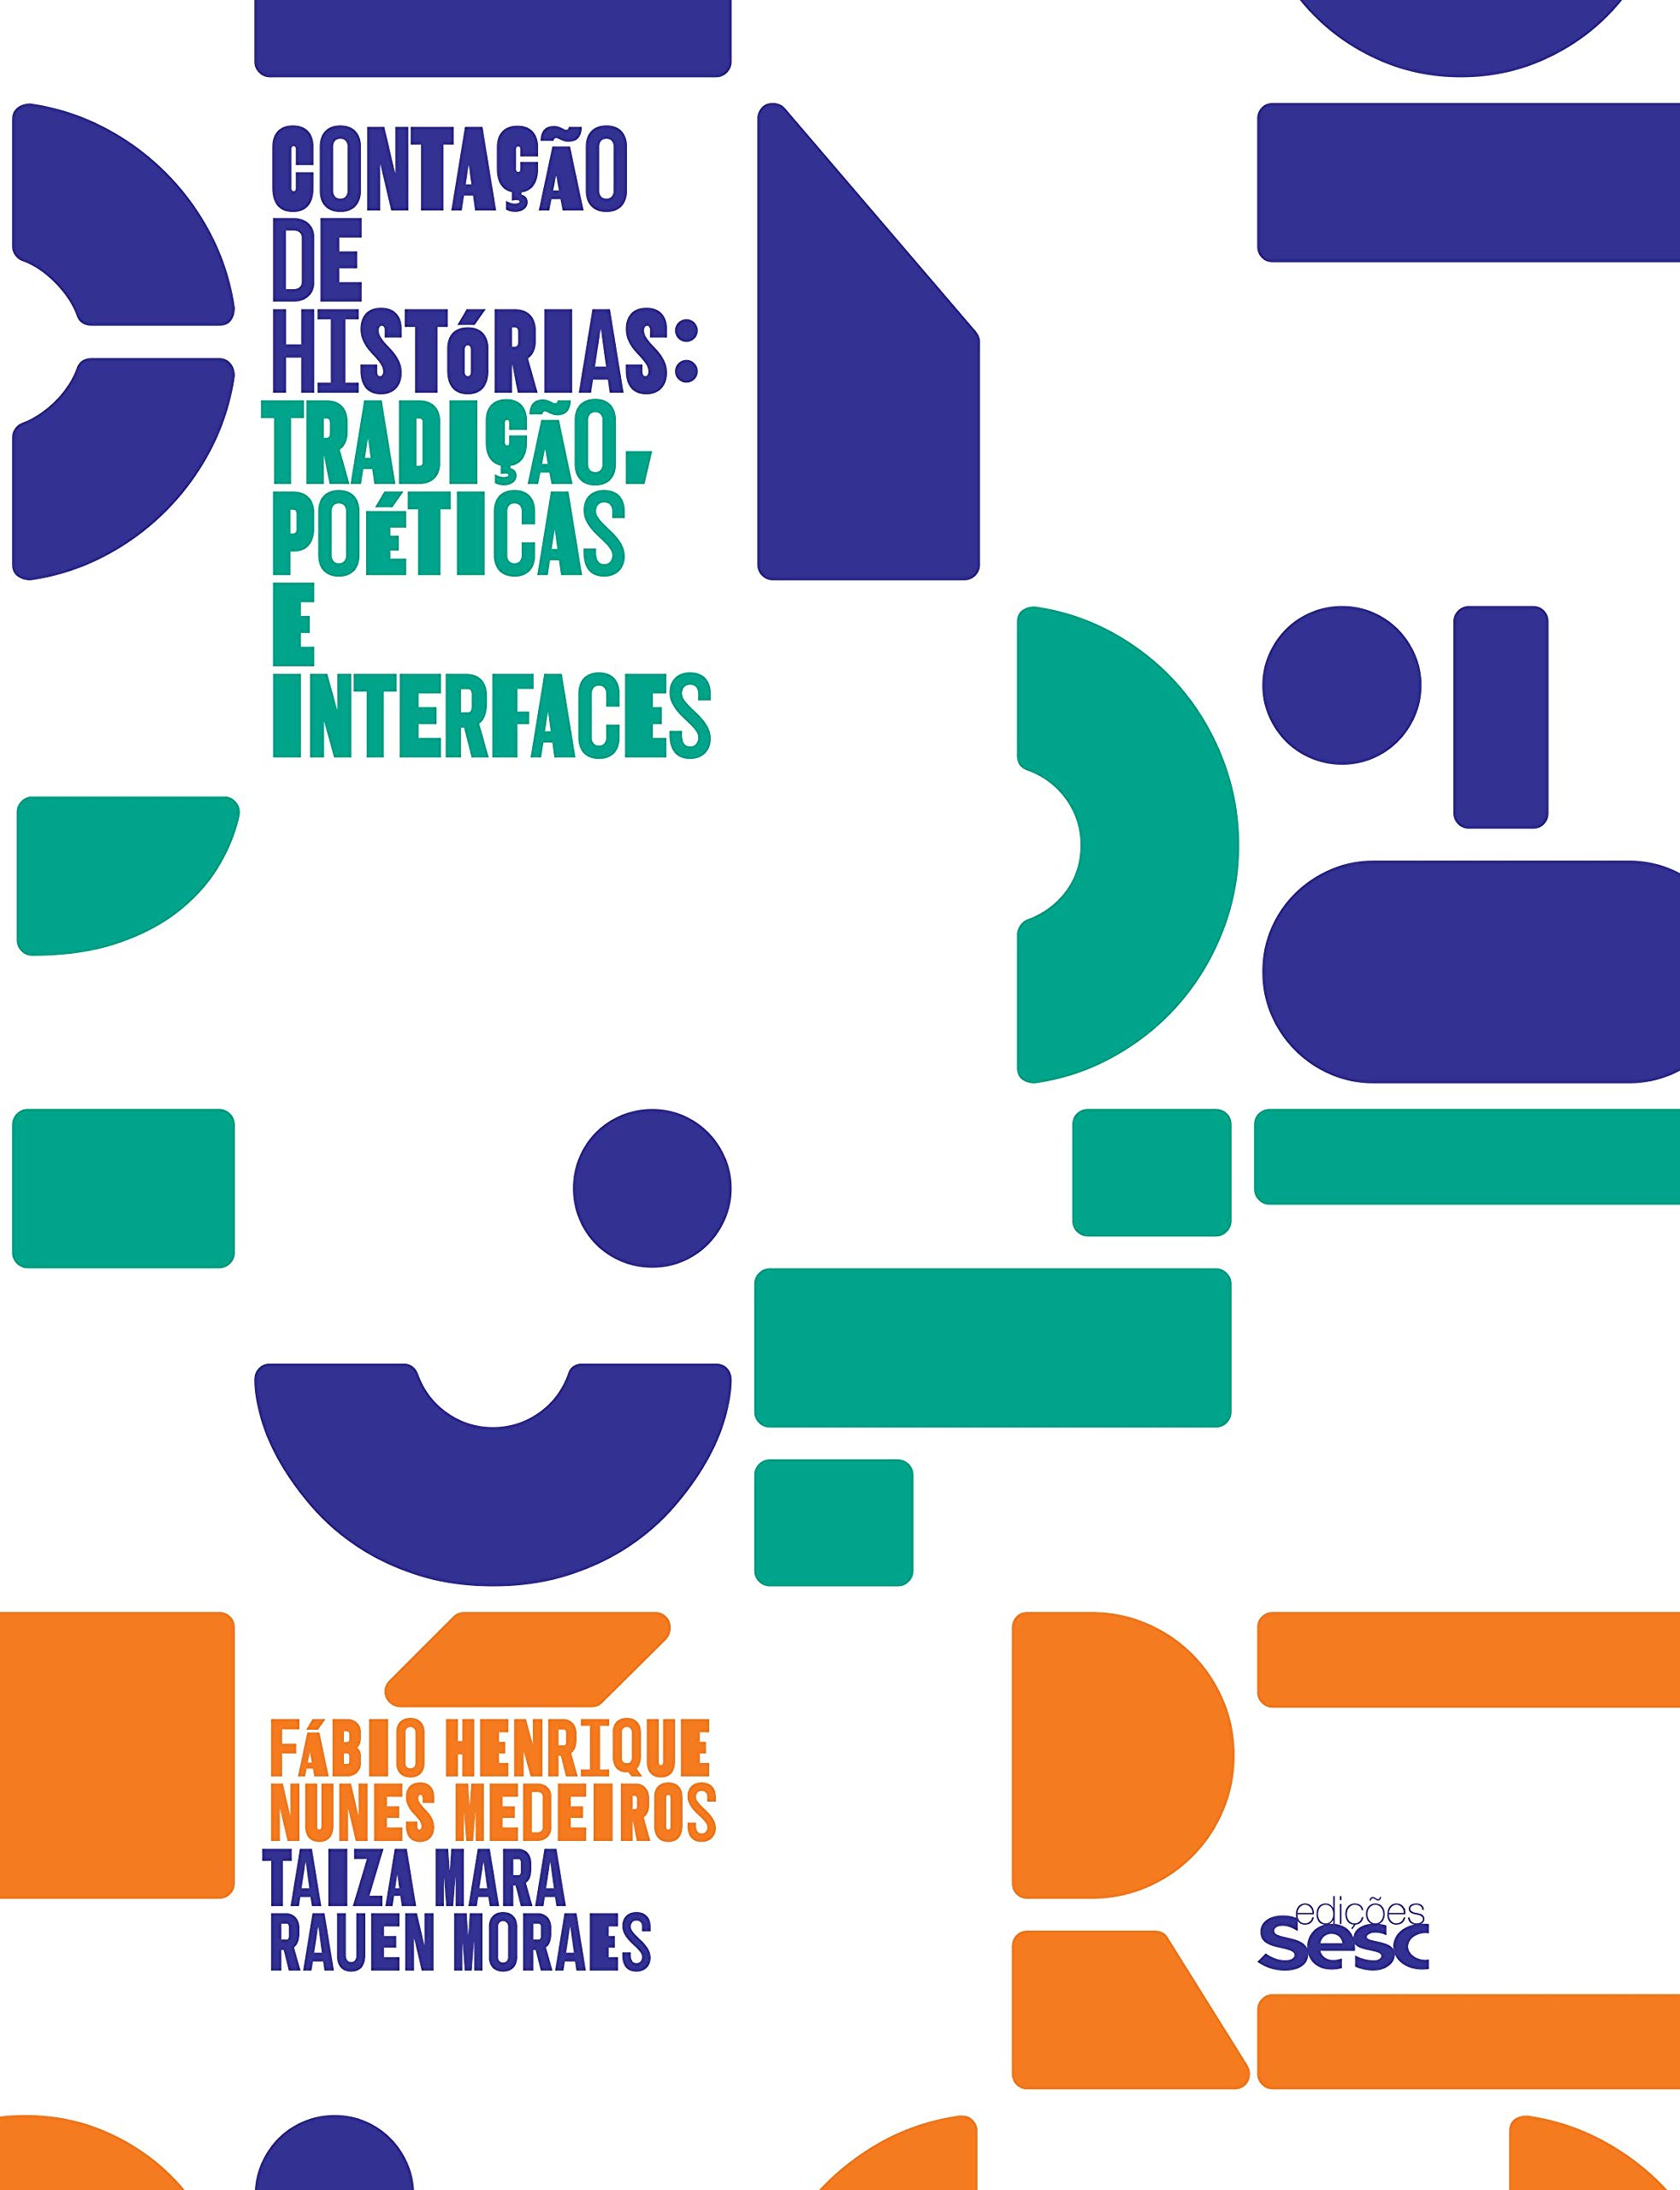 CONTAÇÃO
DE
HISTÓRIAS:
TRADIÇÃO,
POÉTICAS
E
INTERFACES
FÁBIO HENRIQUE
NUNES MEDEIROS
TAIZA MARA
RAUEN MORAES
edições
sesc